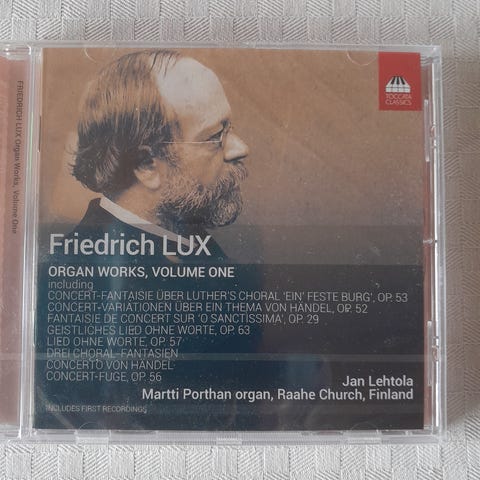 FRIEDRICH LUX Organ Works, Volume One
TOCCATA
CLASSICS
Friedrich LUX
ORGAN WORKS, VOLUME ONE
including
CONCERT-FANTAISIE ÜBER LUTHER'S CHORAL 'EIN' FESTE BURG', OP. 53
CONCERT-VARIATIONEN ÜBER EIN THEMA VON HÄNDEL, OP. 52
FANTAISIE DE CONCERT SUR 'O SANCTISSIMA', OP. 29
GEISTLICHES LIED OHNE WORTE, OP. 63
LIED OHNE WORTE, OP. 57
DREI CHORAL-FANTASIEN
CONCERTO VON HÄNDEL
CONCERT-FUGE, OP. 56
Jan Lehtola
Martti Porthan organ, Raahe Church, Finland
INCLUDES FIRST RECORDINGS